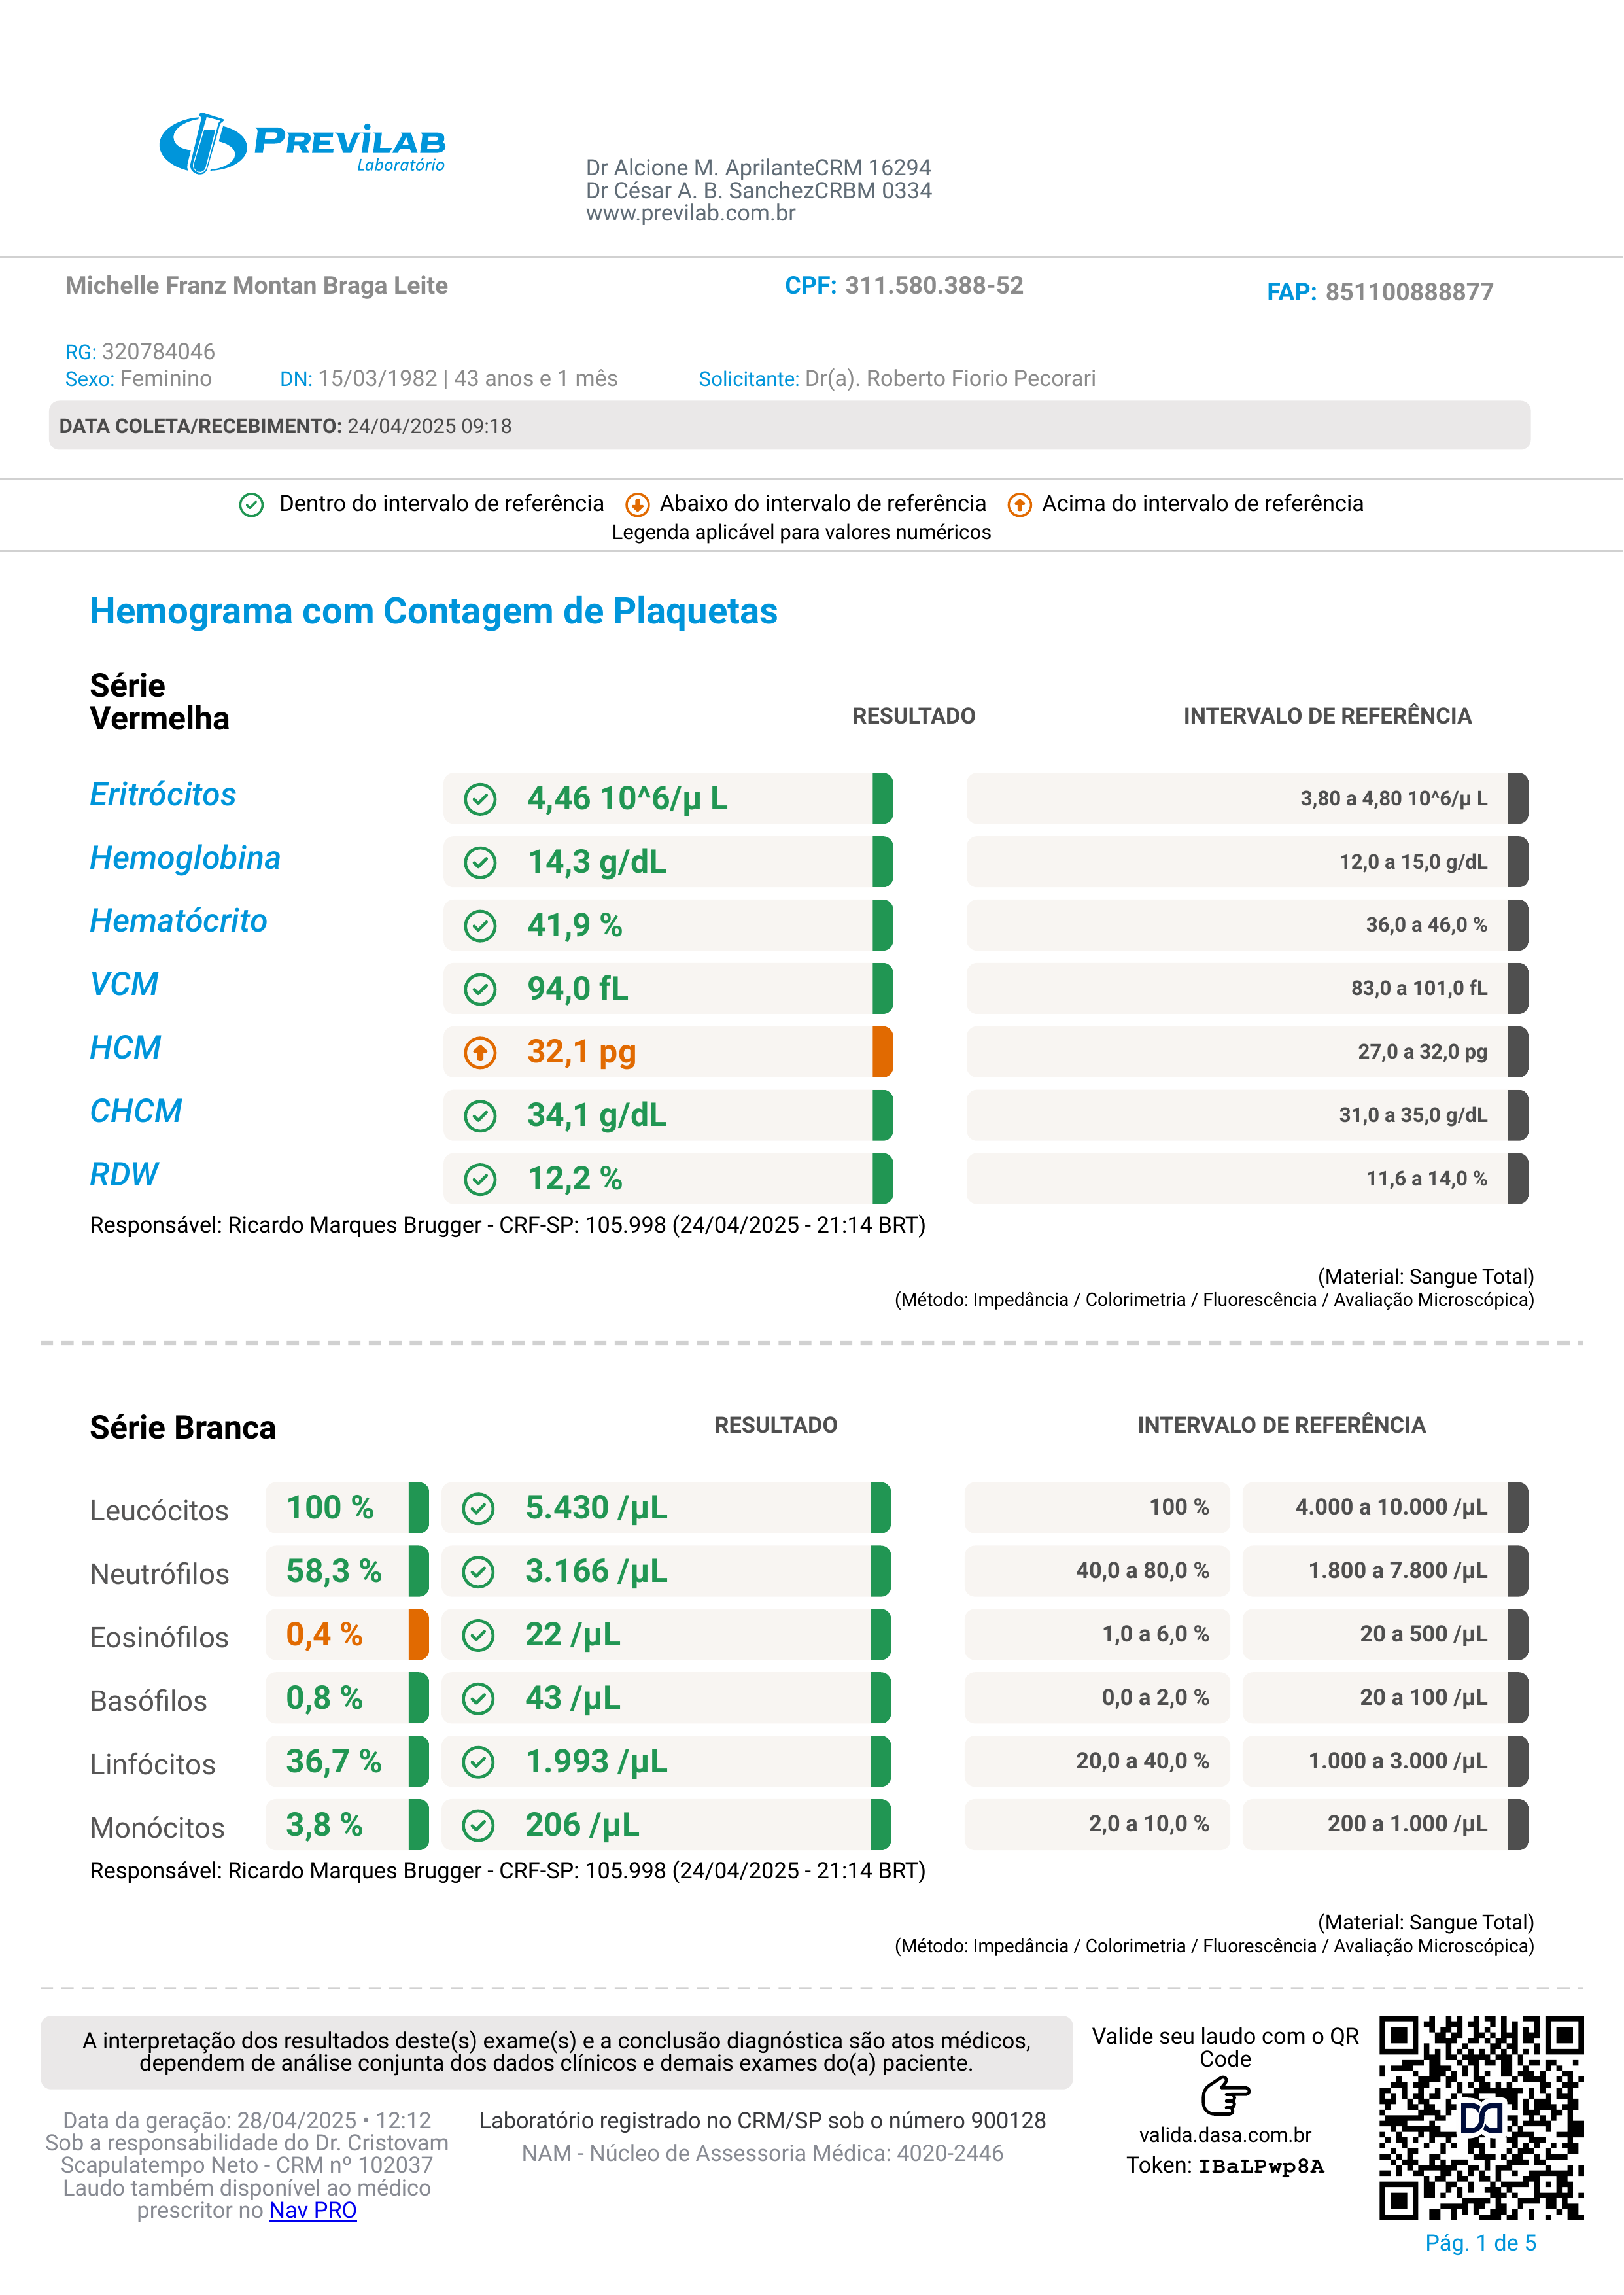 PREVILAB
Laboratório
Dr Alcione M. AprilanteCRM 16294
Dr César A. B. SanchezCRBM 0334
www.previlab.com.br
Michelle Franz Montan Braga Leite CPF: 311.580.388-52 FAP: 851100888877
RG: 320784046
Sexo: Feminino DN: 15/03/1982 | 43 anos e 1 mês Solicitante: Dr(a). Roberto Fiorio Pecorari
DATA COLETA/RECEBIMENTO: 24/04/2025 09:18
Dentro do intervalo de referência Abaixo do intervalo de referência Acima do intervalo de referência
Legenda aplicável para valores numéricos
Hemograma com Contagem de Plaquetas
Série
Vermelha RESULTADO INTERVALO DE REFERÊNCIA
Eritrócitos 4,46 10^6/µ L 3,80 a 4,80 10^6/µ L
Hemoglobina 14,3 g/dL 12,0 a 15,0 g/dL
Hematócrito 41,9 % 36,0 a 46,0 %
VCM 94,0 fL 83,0 a 101,0 fL
HCM 32,1 pg 27,0 a 32,0 pg
CHCM 34,1 g/dL 31,0 a 35,0 g/dL
RDW 12,2 % 11,6 a 14,0 %
Responsável: Ricardo Marques Brugger - CRF-SP: 105.998 (24/04/2025 - 21:14 BRT)
(Material: Sangue Total)
(Método: Impedância / Colorimetria / Fluorescência / Avaliação Microscópica)
Série Branca RESULTADO INTERVALO DE REFERÊNCIA
Leucócitos 100 % 5.430 /µL 100 % 4.000 a 10.000 /µL
Neutrófilos 58,3 % 3.166 /µL 40,0 a 80,0 % 1.800 a 7.800 /µL
Eosinófilos 0,4 % 22 /µL 1,0 a 6,0 % 20 a 500 /µL
Basófilos 0,8 % 43 /µL 0,0 a 2,0 % 20 a 100 /µL
Linfócitos 36,7 % 1.993 /µL 20,0 a 40,0 % 1.000 a 3.000 /µL
Monócitos 3,8 % 206 /µL 2,0 a 10,0 % 200 a 1.000 /µL
Responsável: Ricardo Marques Brugger - CRF-SP: 105.998 (24/04/2025 - 21:14 BRT)
(Material: Sangue Total)
(Método: Impedância / Colorimetria / Fluorescência / Avaliação Microscópica)
A interpretação dos resultados deste(s) exame(s) e a conclusão diagnóstica são atos médicos,
dependem de análise conjunta dos dados clínicos e demais exames do(a) paciente.
Data da geração: 28/04/2025 • 12:12
Sob a responsabilidade do Dr. Cristovam
Scapulatempo Neto - CRM nº 102037
Laudo também disponível ao médico
prescritor no Nav PRO
Laboratório registrado no CRM/SP sob o número 900128
NAM - Núcleo de Assessoria Médica: 4020-2446
Valide seu laudo com o QR
Code
valida.dasa.com.br
Token: IBaLPwp8A
Pág. 1 de 5